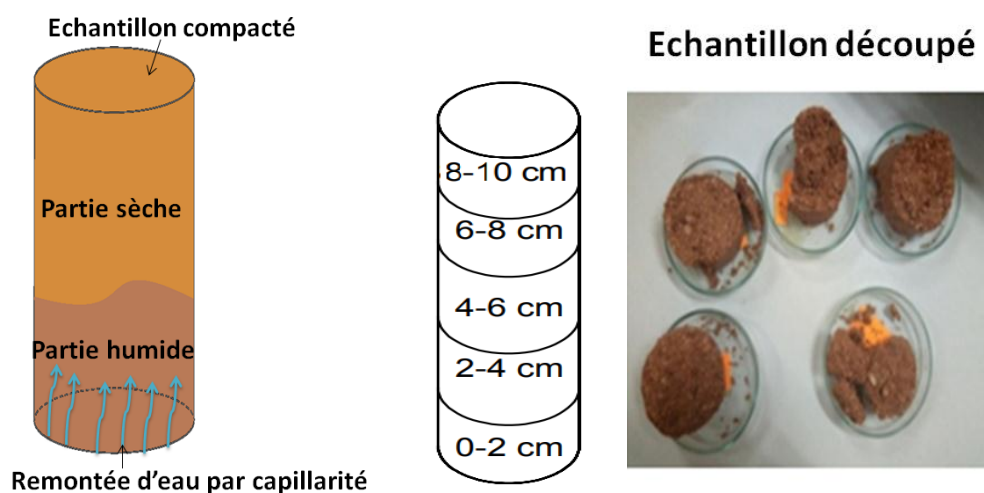 Echantillon compacté
Partie sèche
Partie humide
Remontée d'eau par capillarité
8-10 cm
6-8 cm
4-6 cm
2-4 cm
0-2 cm
Echantillon découpé